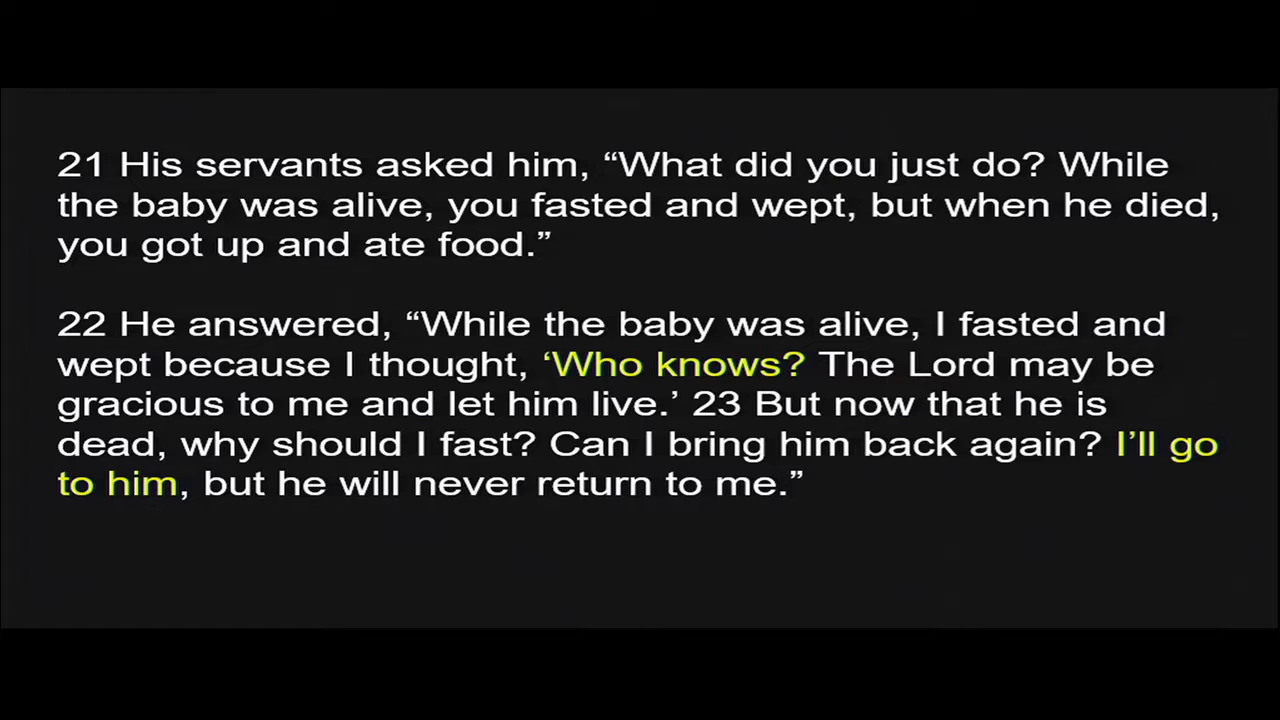 21 His servants asked him, “What did you just do? While
the baby was alive, you fasted and wept, but when he died,
you got up and ate food.”
22 He answered, “While the baby was alive, I fasted and
wept because I thought, ‘Who knows? The Lord may be
gracious to me and let him live.’ 23 But now that he is
dead, why should I fast? Can I bring him back again? I’ll go
to him, but he will never return to me.”